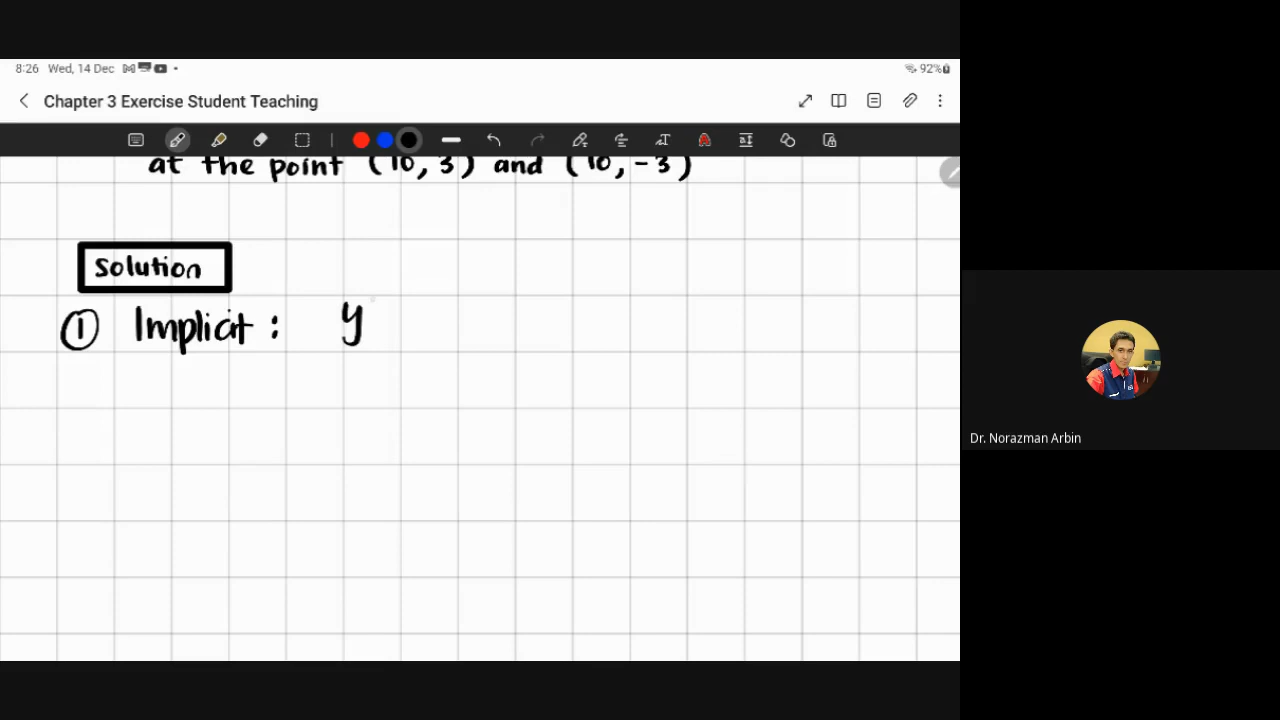 8:26 Wed, 14 Dec
92%
Chapter 3 Exercise Student Teaching
at the point (10, 3) and (10, -3)
Solution
① Implicit : y
Dr. Norazman Arbin